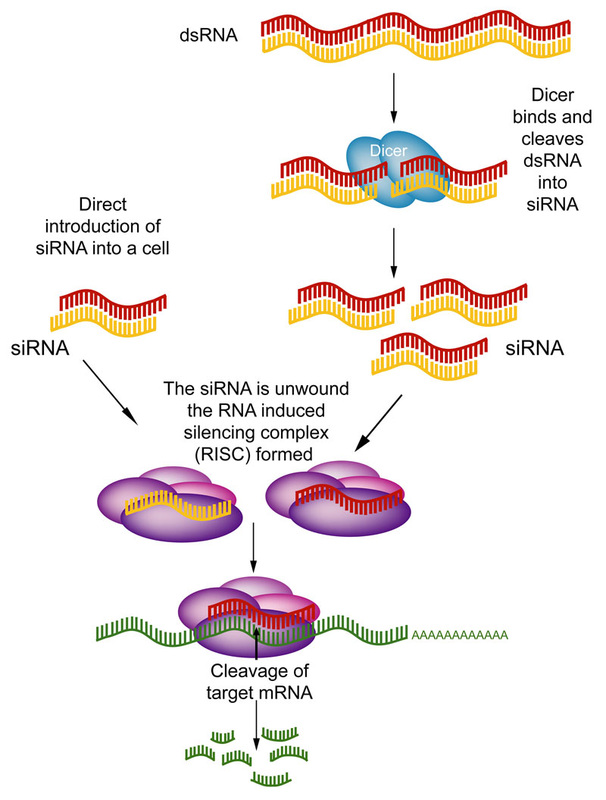 dsRNA
Dicer
Dicer
binds and
cleaves
dsRNA
into
siRNA
Direct
introduction of
siRNA into a cell
siRNA
siRNA
The siRNA is unwound
the RNA induced
silencing complex
(RISC) formed
AAAAAAAAAAAA
Cleavage of
target mRNA